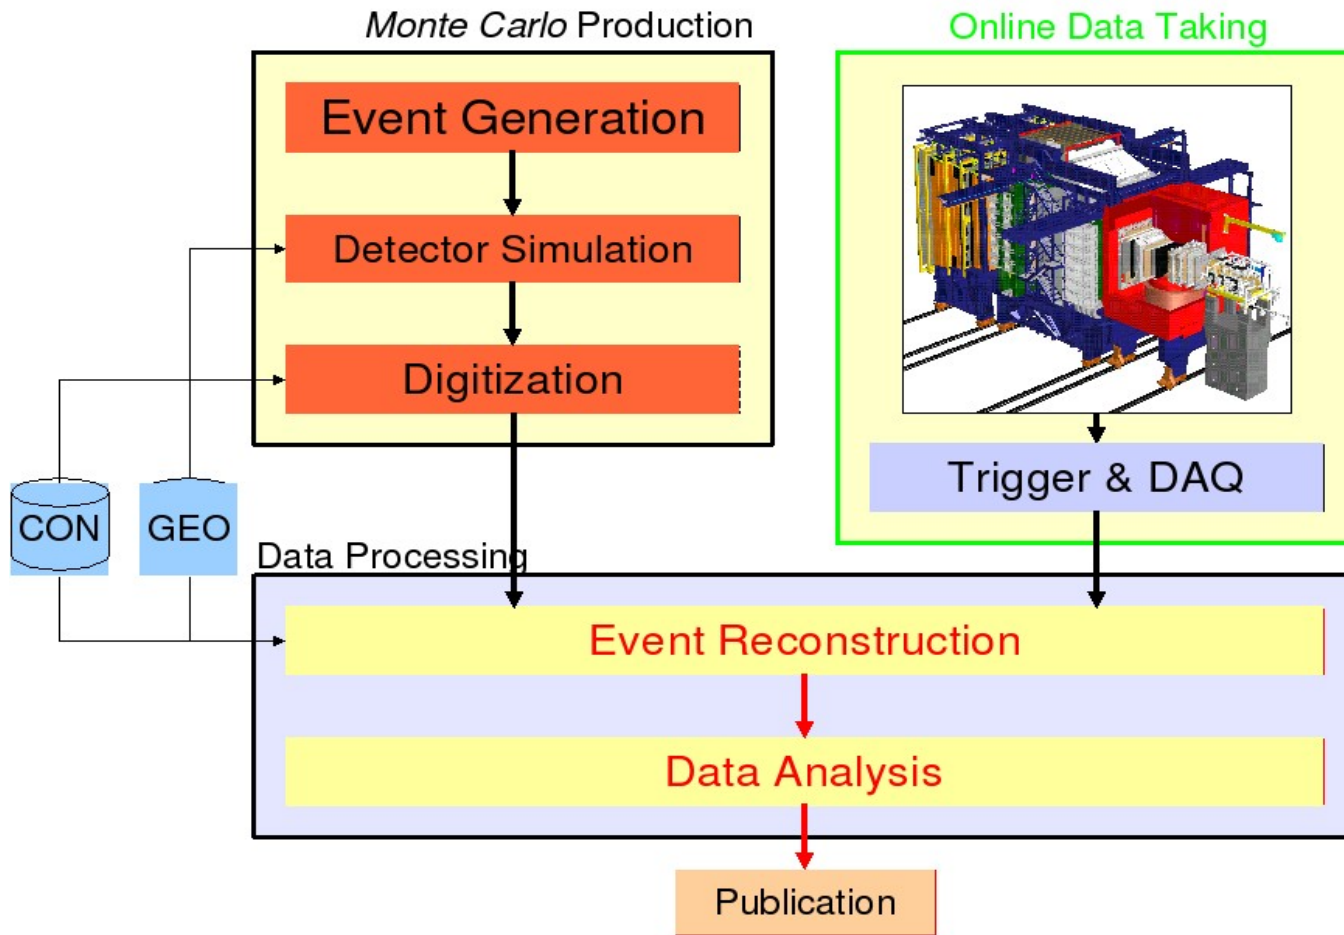 Monte Carlo Production
Online Data Taking
Event Generation
Detector Simulation
Digitization
Trigger & DAQ
CON
GEO
Data Processing
Event Reconstruction
Data Analysis
Publication